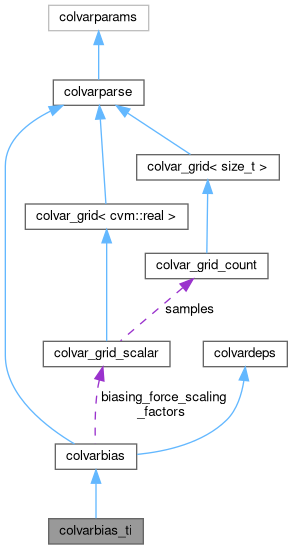 colvarparams
colvarparse
colvar_grid< size_t >
colvar_grid< cvm::real >
colvar_grid_count
samples
colvar_grid_scalar
colvardeps
biasing_force_scaling
_factors
colvarbias
colvarbias_ti